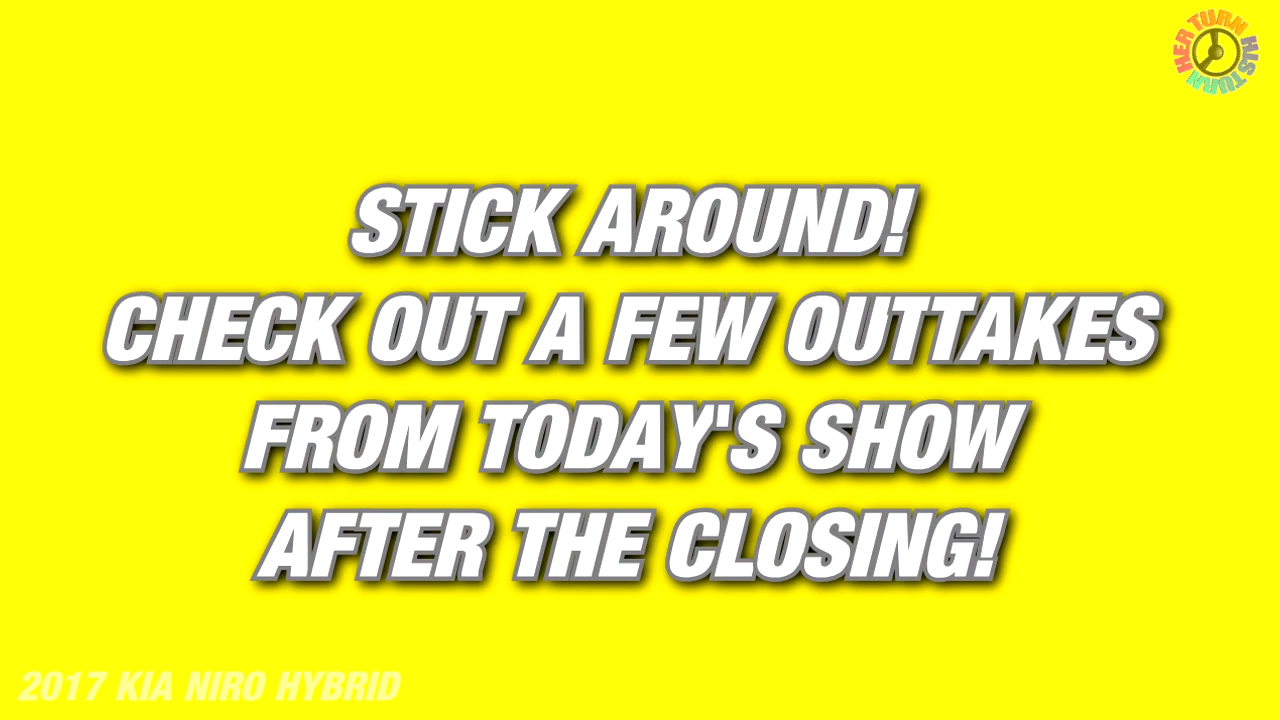 HER TURN HIS TURN
STICK AROUND!
CHECK OUT A FEW OUTTAKES
FROM TODAY'S SHOW
AFTER THE CLOSING!
2017 KIA NIRO HYBRID